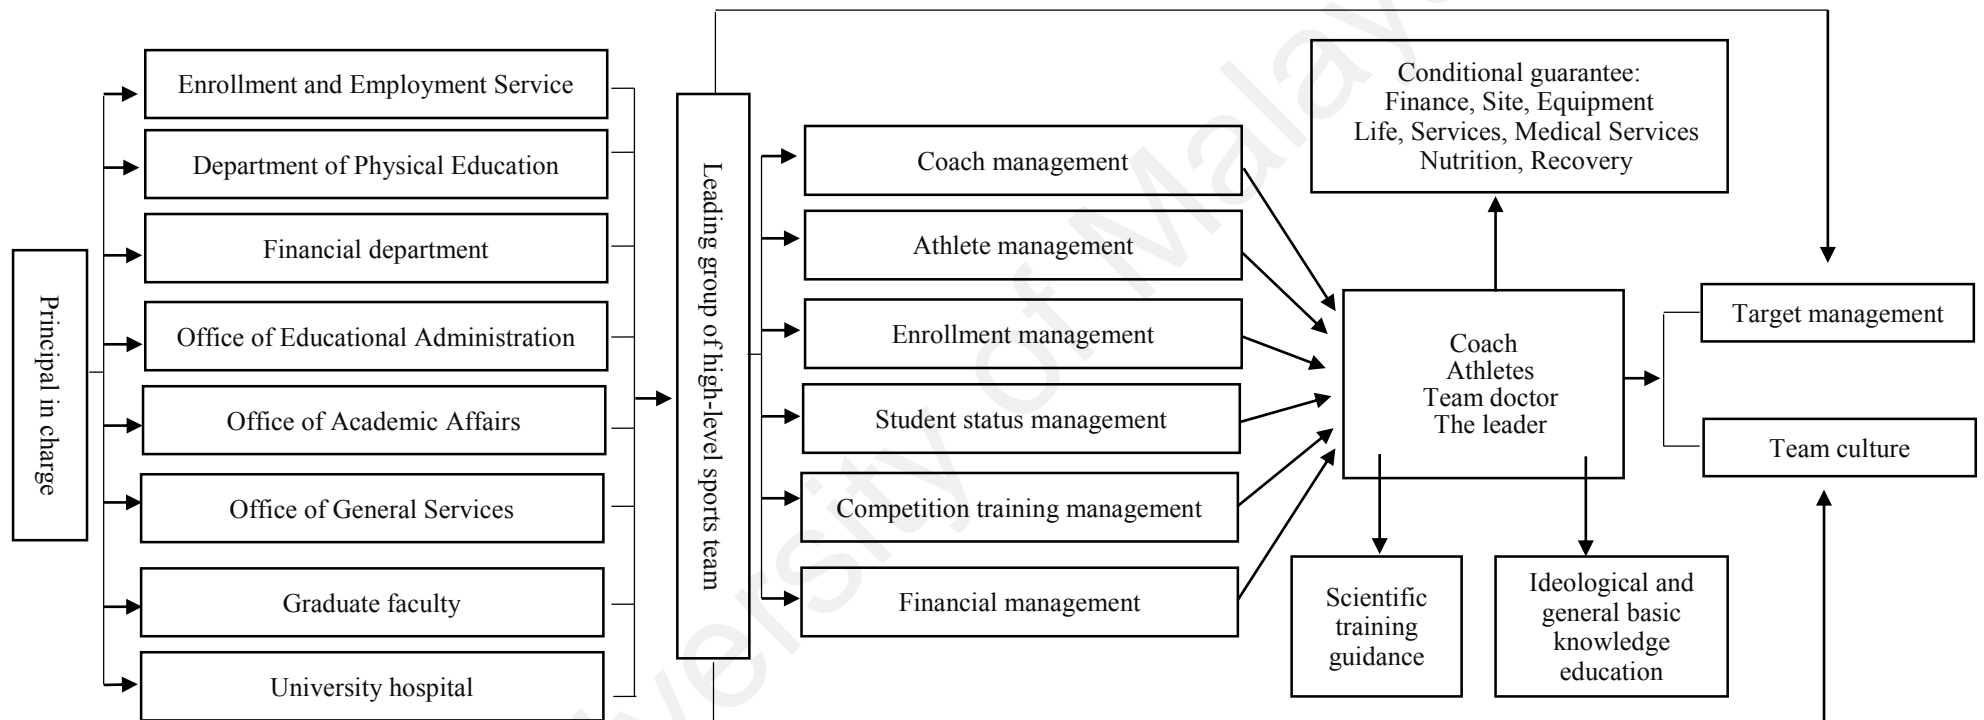 Principal in charge
Enrollment and Employment Service
Department of Physical Education
Financial department
Office of Educational Administration
Office of Academic Affairs
Office of General Services
Graduate faculty
University hospital
Leading group of high-level sports team
Coach management
Athlete management
Enrollment management
Student status management
Competition training management
Financial management
Conditional guarantee:
Finance, Site, Equipment
Life, Services, Medical Services
Nutrition, Recovery
Coach
Athletes
Team doctor
The leader
Scientific
training
guidance
Ideological and
general basic
knowledge
education
Target management
Team culture
University of Malaya